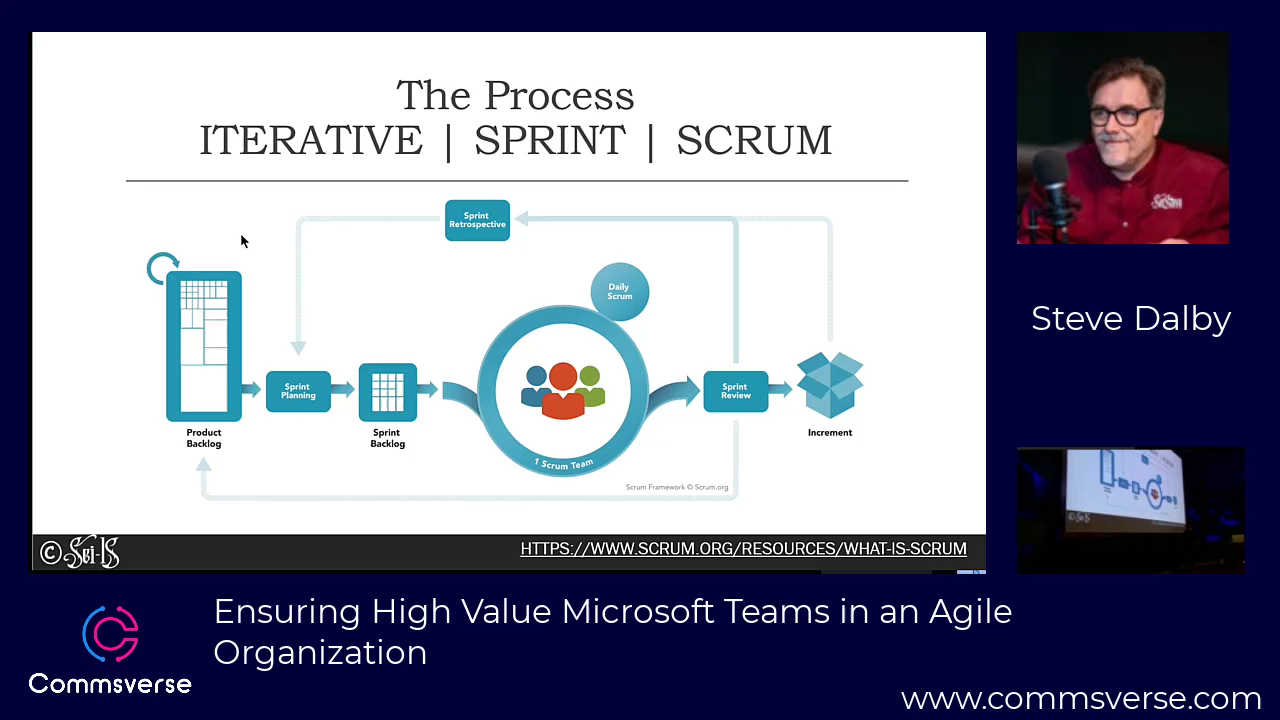 The Process
ITERATIVE | SPRINT | SCRUM
Sprint
Retrospective
Daily
Scrum
Sprint
Planning
Sprint
Review
Product
Backlog
Sprint
Backlog
Increment
1 Scrum Team
Scrum Framework © Scrum.org
© SBI-IS
HTTPS://WWW.SCRUM.ORG/RESOURCES/WHAT-IS-SCRUM
Steve Dalby
Ensuring High Value Microsoft Teams in an Agile
Organization
Commsverse
www.commsverse.com